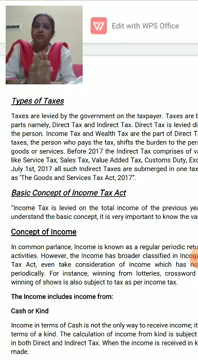 Edit with WPS Office
Types of Taxes
Taxes are levied by the government on the taxpayer. Taxes are b
parts namely, Direct Tax and Indirect Tax. Direct Tax is levied di
the person. Income Tax and Wealth Tax are the part of Direct T
taxes, the person who pays the tax, shifts the burden to the per
goods or services. Before 2017 the Indirect Tax comprises of va
like Service Tax, Sales Tax, Value Added Tax, Customs Duty, Exc
July 1st, 2017 all such Indirect Taxes are submerged in one tax
as 'The Goods and Services Tax Act, 2017".
Basic Concept of Income Tax Act
"Income Tax is levied on the total income of the previous yea
understand the basic concept, it is very important to know the va
Concept of Income
In common parlance, Income is known as a regular periodic retu
activities. However, the Income has broader classified in Incom
Tax Act, even take consideration of income which has no
periodically. For instance, winning from lotteries, crossword
winning of shows is also subject to tax as per income tax.
The Income includes income from:
Cash or Kind
Income in terms of Cash is not the only way to receive income; it
terms of a kind. The calculation of income from kind is subject
in both Direct and Indirect Tax. When the income is received in k
made.